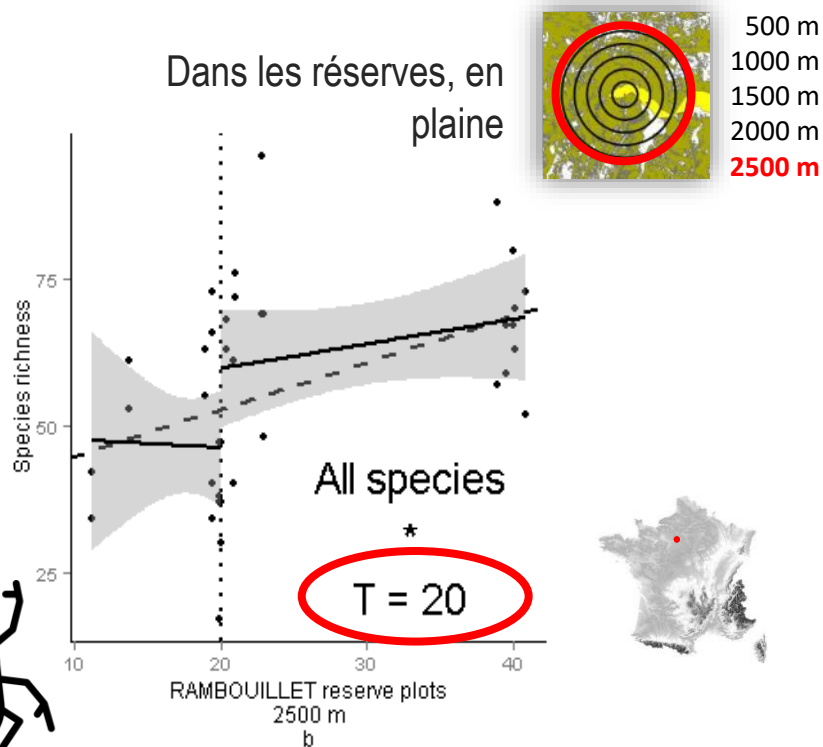 Dans les réserves, en
plaine
500 m
1000 m
1500 m
2000 m
2500 m
Species richness
75
50
25
All species
*
T = 20
10 20 30 40
RAMBOUILLET reserve plots
2500 m
b